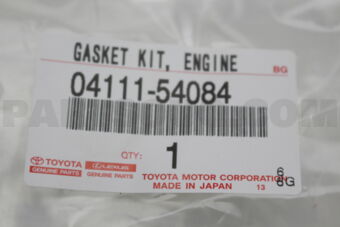 GASKET KIT, ENGINE
BG
04111-54084
QTY:
1
TOYOTA
GENUINE PARTS
LEXUS
GENUINE PARTS
TOYOTA MOTOR CORPORATION
MADE IN JAPAN 13
BG